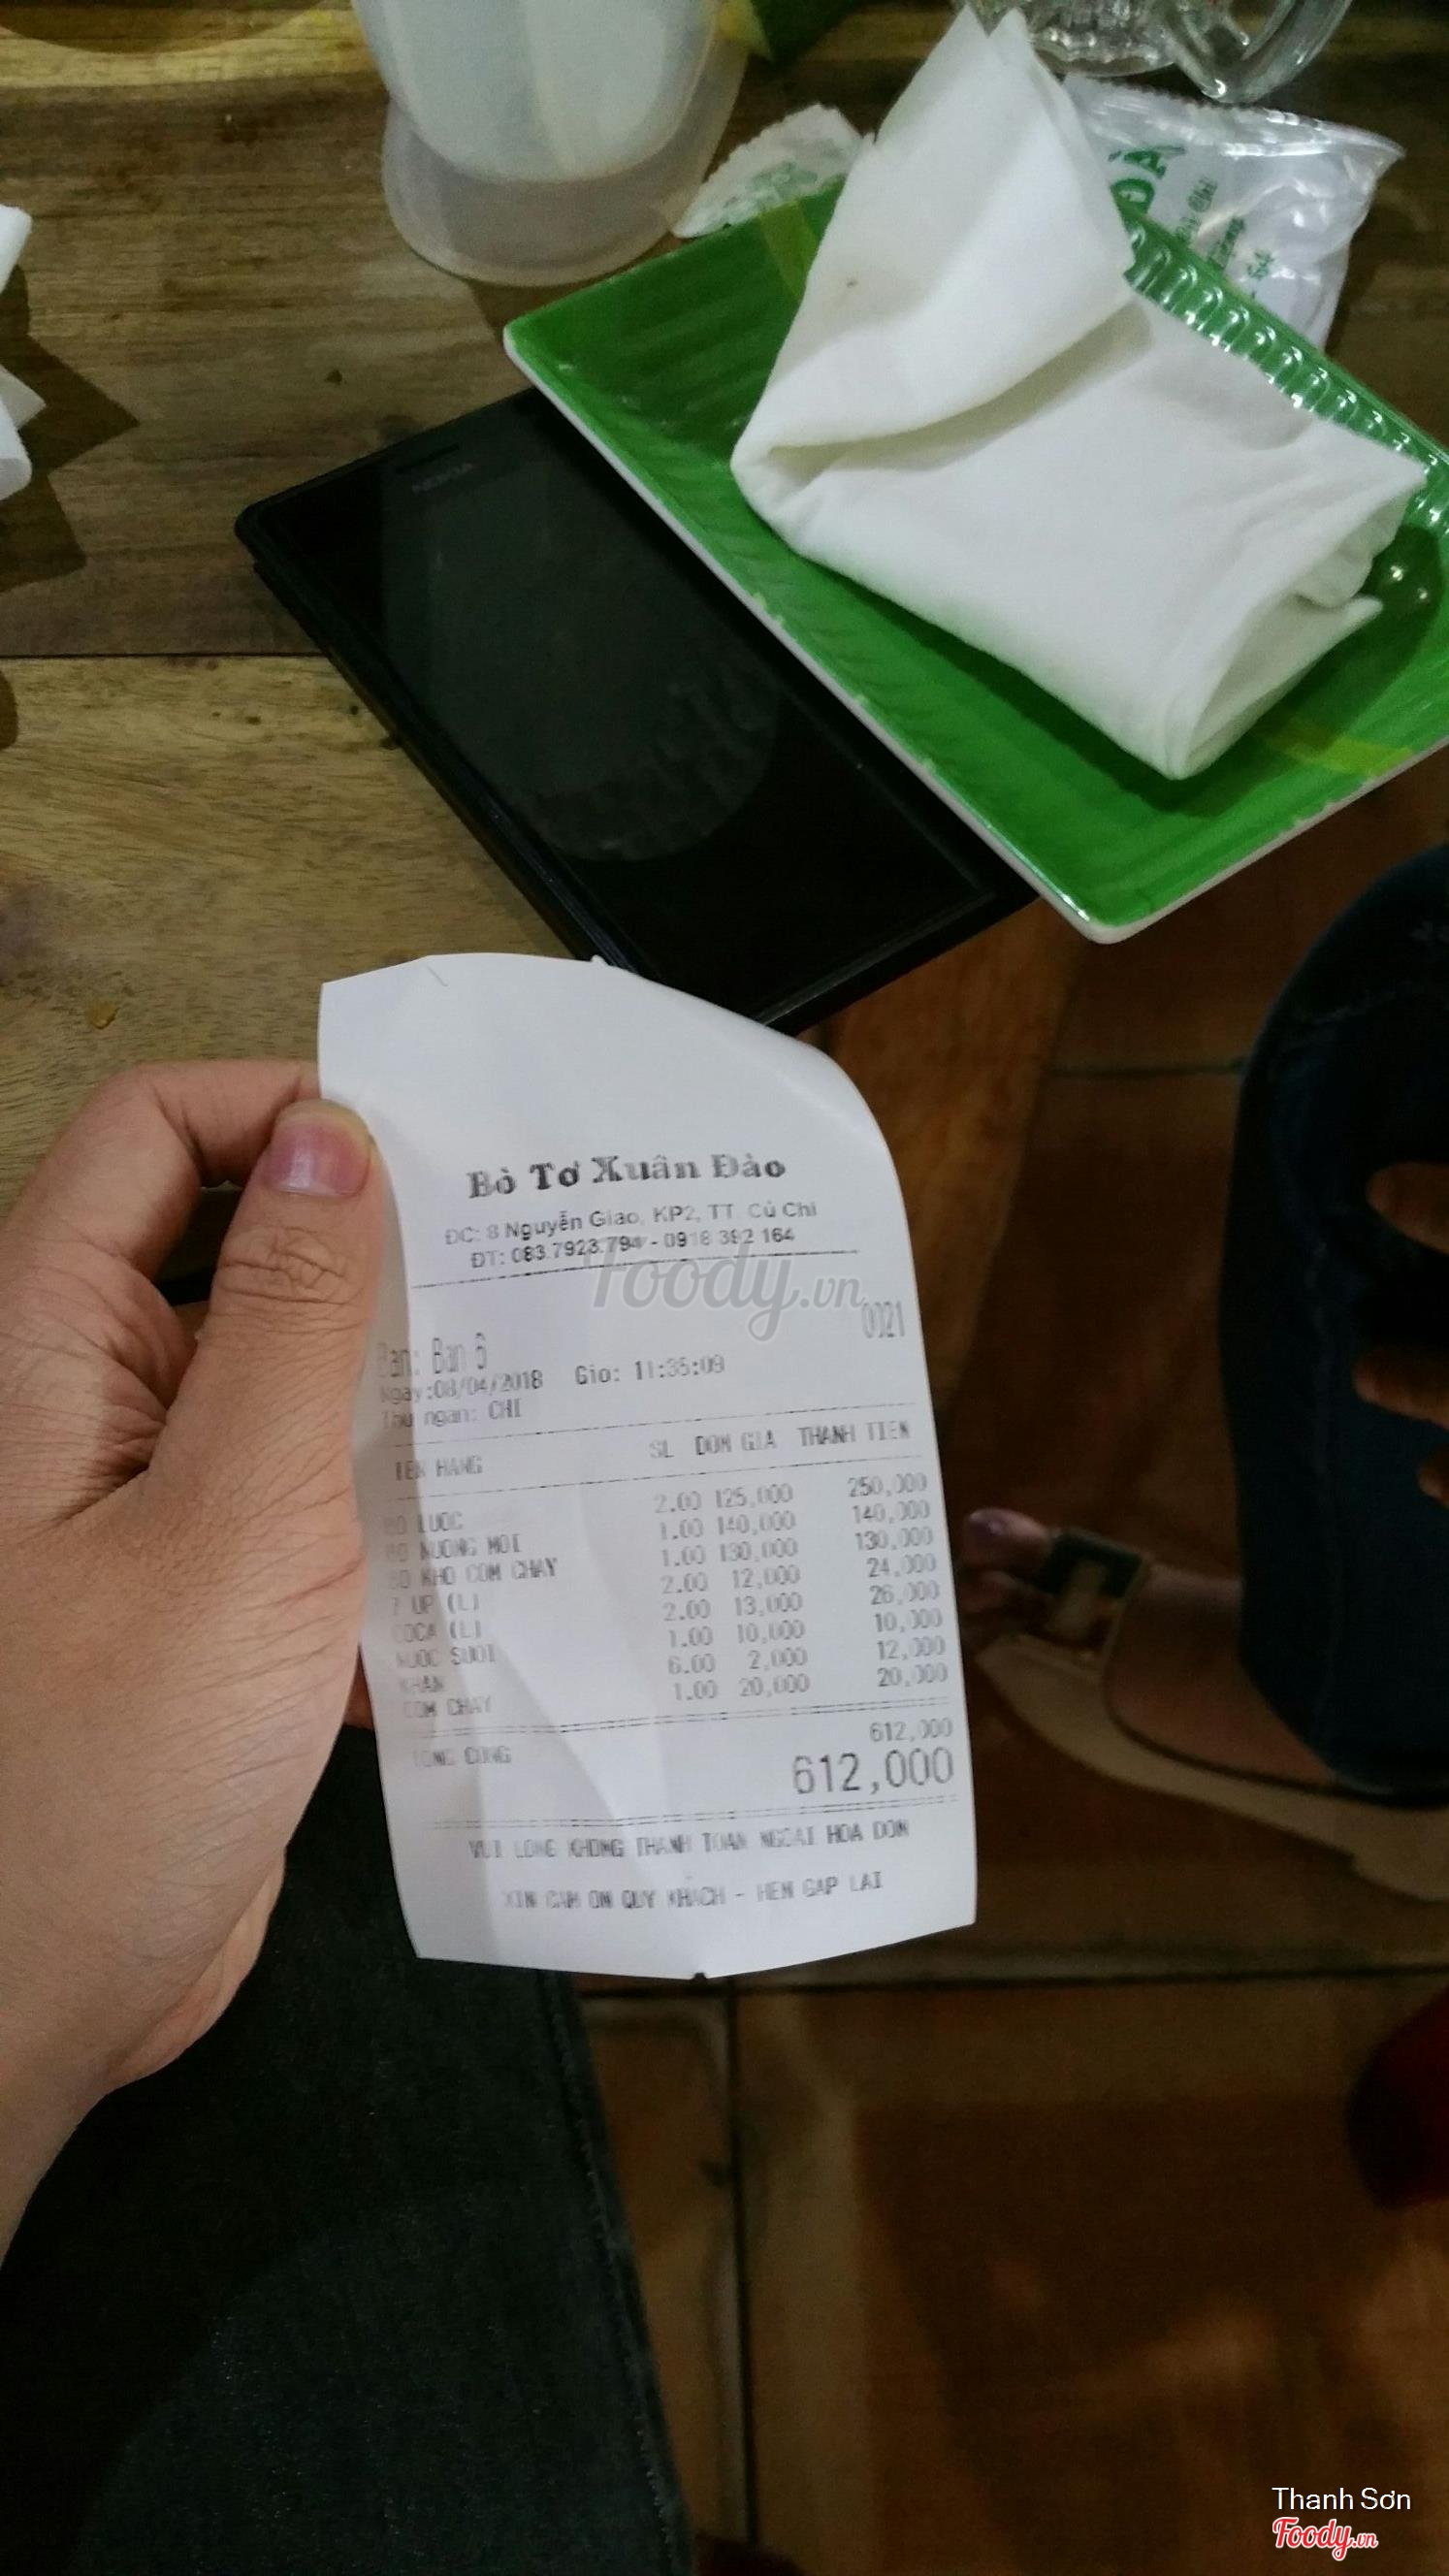 NOKIA
Bò Tơ Xuân Đào
ĐC: 8 Nguyễn Giao, KP2, TT. Củ Chi
ĐT: 083.7923.794 - 0918 392 164
0021
Ban: Ban 6
Ngay:08/04/2018 Gio: 11:35:09
Thu ngan: CHI
TEN HANG SL DON GIA THANH TIEN
BO LUOC 2.00 125,000 250,000
BO NUONG MOI 1.00 140,000 140,000
BO KHO COM CHAY 1.00 130,000 130,000
7 UP (L) 2.00 12,000 24,000
COCA (L) 2.00 13,000 26,000
NUOC SUOI 1.00 10,000 10,000
KHAN 6.00 2,000 12,000
COM CHAY 1.00 20,000 20,000
TONG CONG 612,000
612,000
VUI LONG KHONG THANH TOAN NGOAI HOA DON
XIN CAM ON QUY KHACH - HEN GAP LAI
Foody.vn
Thanh Sơn
Foody.vn